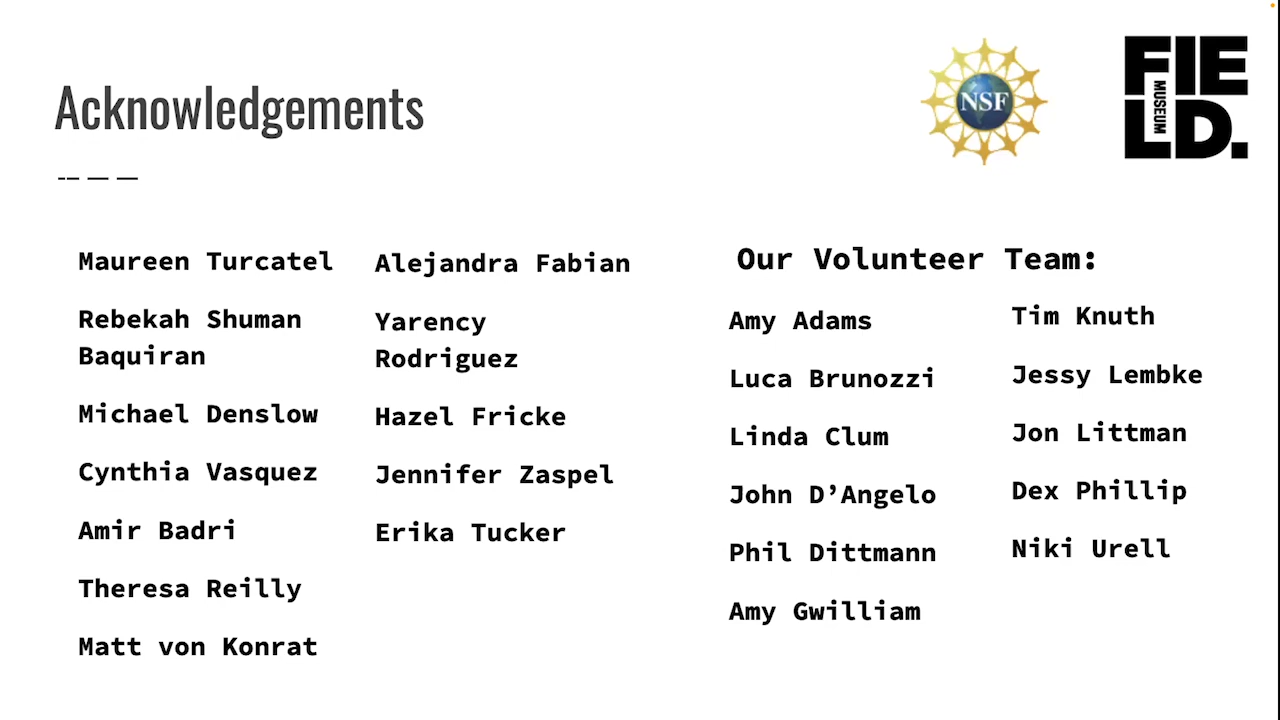 Acknowledgements
NSF
FIE
MUSEUM
LD.
Maureen Turcatel
Rebekah Shuman
Baquiran
Michael Denslow
Cynthia Vasquez
Amir Badri
Theresa Reilly
Matt von Konrat
Alejandra Fabian
Yarency
Rodriguez
Hazel Fricke
Jennifer Zaspel
Erika Tucker
Our Volunteer Team:
Amy Adams
Luca Brunozzi
Linda Clum
John D’Angelo
Phil Dittmann
Amy Gwilliam
Tim Knuth
Jessy Lembke
Jon Littman
Dex Phillip
Niki Urell